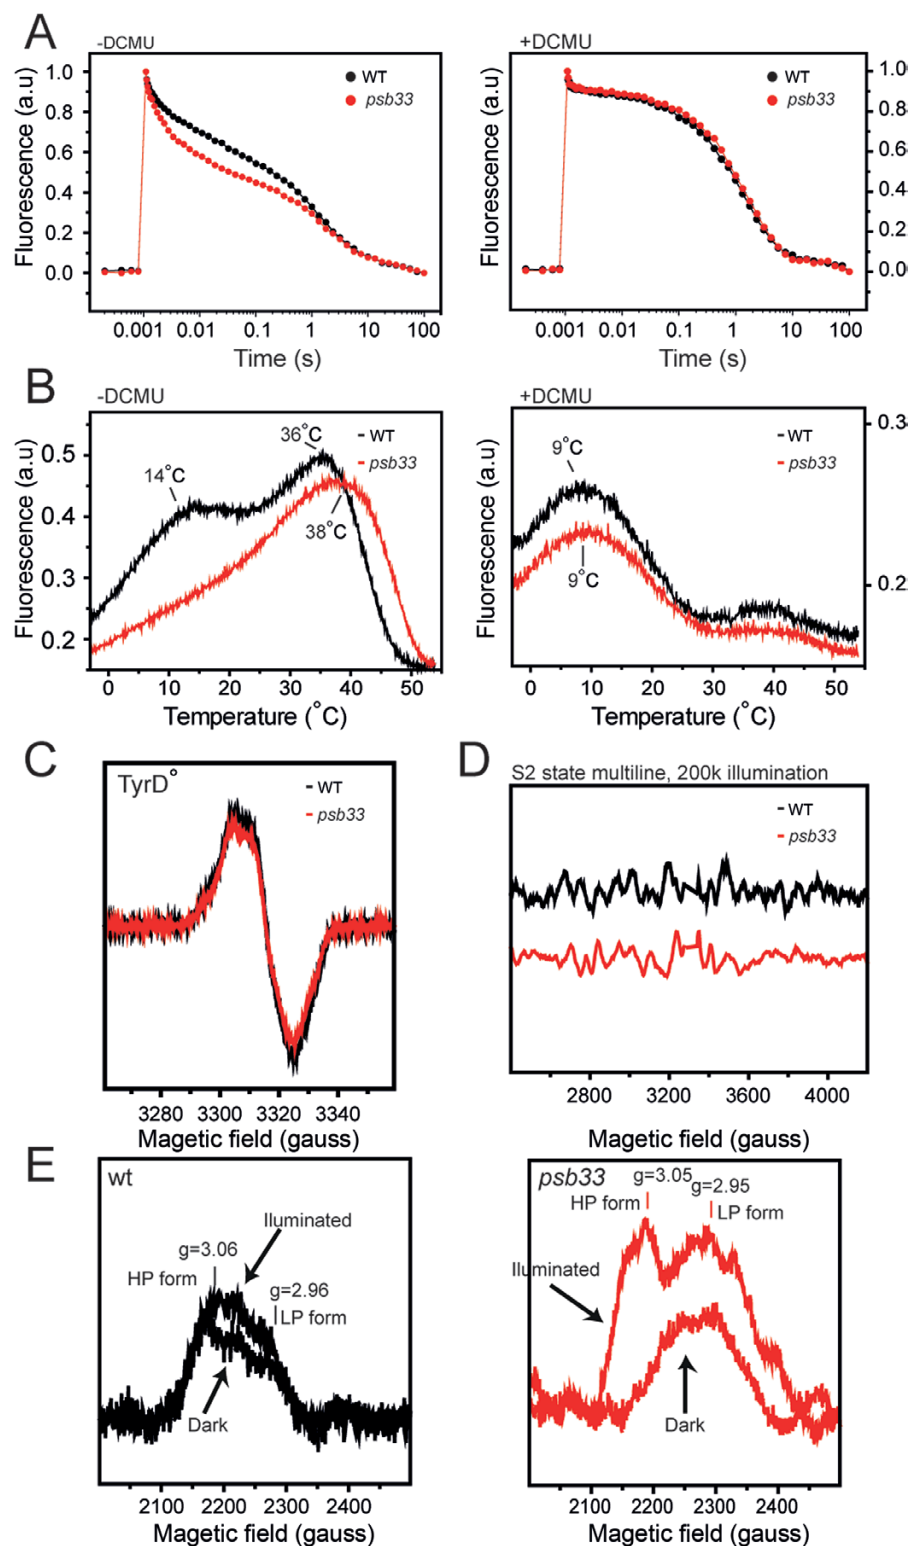 A
-DCMU
Fluorescence (a.u)
1.0
0.8
0.6
0.4
0.2
0.0
WT
psb33
0.001 0.01 0.1 1 10 100
Time (s)
+DCMU
Fluorescence (a.u)
WT
psb33
0.001 0.01 0.1 1 10 100
Time (s)
B
-DCMU
Fluorescence (a.u)
0.5
0.4
0.3
0.2
14°C
36°C
38°C
WT
psb33
0 10 20 30 40 50
Temperature (°C)
+DCMU
Fluorescence (a.u)
9°C
9°C
WT
psb33
0 10 20 30 40 50
Temperature (°C)
C
TyrD°
WT
psb33
3280 3300 3320 3340
Magetic field (gauss)
D
S2 state multiline, 200k illumination
WT
psb33
2800 3200 3600 4000
Magetic field (gauss)
E
wt
Iluminated
g=3.06
HP form
g=2.96
LP form
Dark
2100 2200 2300 2400
Magetic field (gauss)
psb33
g=3.05
g=2.95
HP form
LP form
Illuminated
Dark
2100 2200 2300 2400
Magetic field (gauss)